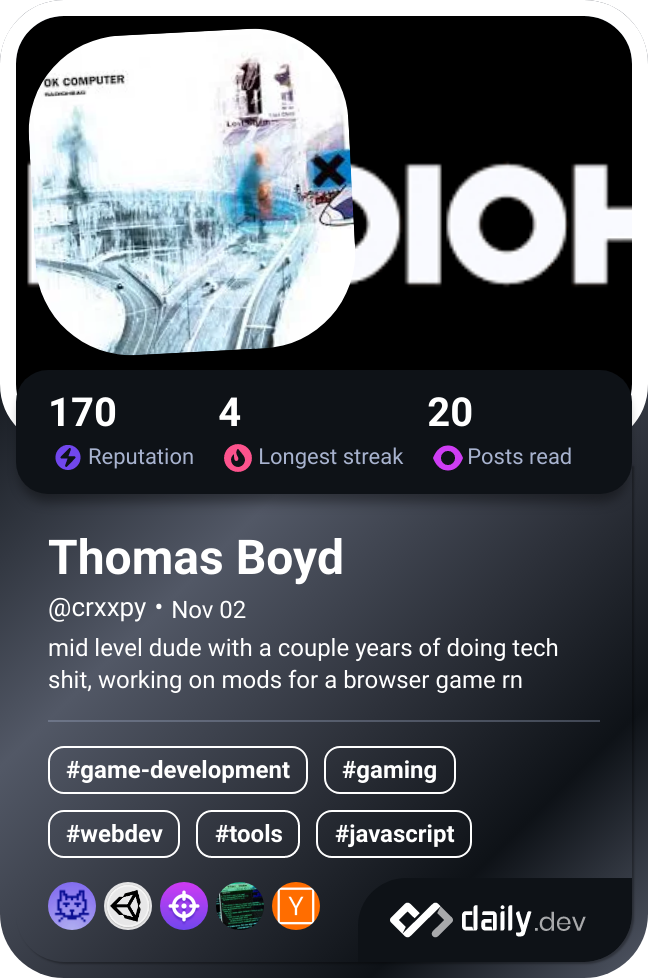 OK COMPUTER
RADIOHEAD
DIOH
170
4
20
Reputation
Longest streak
Posts read
Thomas Boyd
@crxxpy • Nov 02
mid level dude with a couple years of doing tech
shit, working on mods for a browser game rn
#game-development
#gaming
#webdev
#tools
#javascript
Y
daily.dev